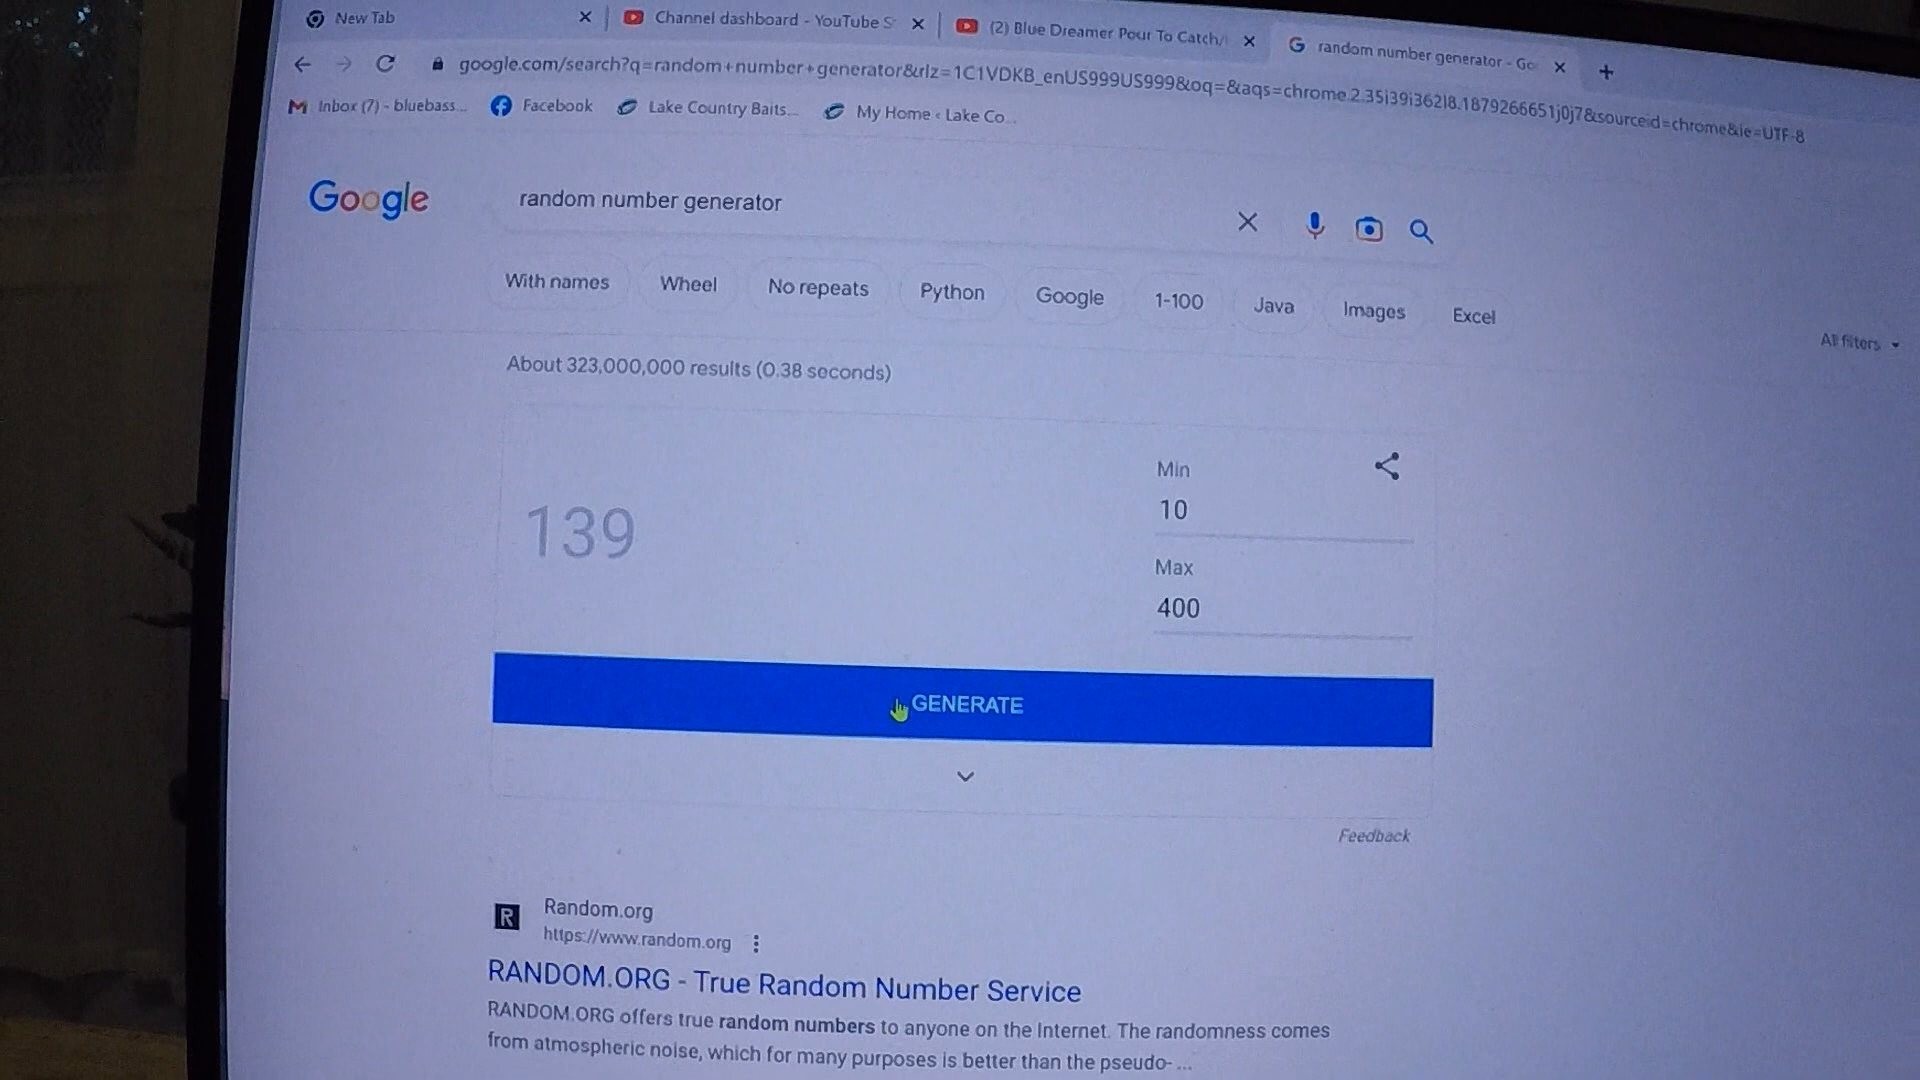 New Tab
Channel dashboard - YouTube S
(2) Blue Dreamer Pour To Catch/
random number generator - Go
google.com/search?q=random+number+generator&rlz=1C1VDKB_enUS999US999&oq=&aqs=chrome.2.35i39i362l8.1879266651j0j7&sourceid=chrome&ie=UTF-8
Inbox (7) - bluebass...
Facebook
Lake Country Baits...
My Home ‹ Lake Co...
Google
random number generator
With names
Wheel
No repeats
Python
Google
1-100
Java
Images
Excel
All filters
About 323,000,000 results (0.38 seconds)
139
Min
10
Max
400
GENERATE
Feedback
R
Random.org
https://www.random.org
RANDOM.ORG - True Random Number Service
RANDOM.ORG offers true random numbers to anyone on the Internet. The randomness comes
from atmospheric noise, which for many purposes is better than the pseudo- ...